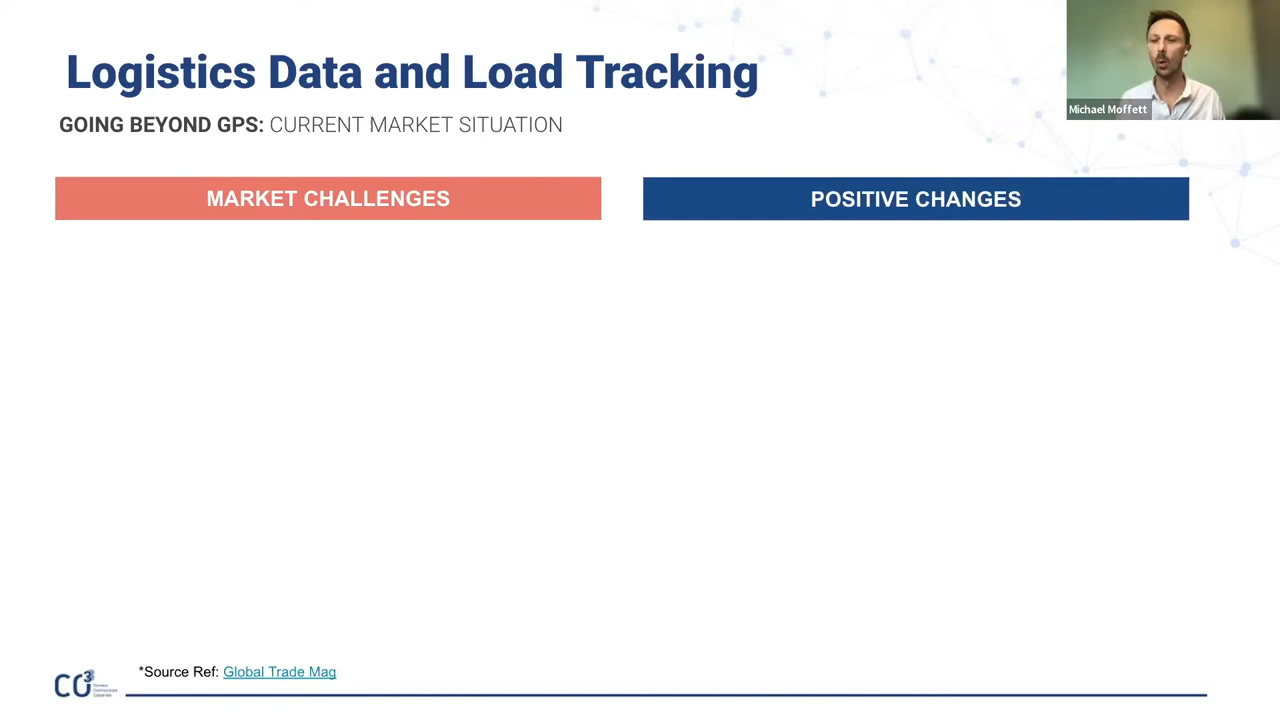 Logistics Data and Load Tracking
GOING BEYOND GPS: CURRENT MARKET SITUATION
Michael Moffett
MARKET CHALLENGES
POSITIVE CHANGES
*Source Ref: Global Trade Mag
CO3